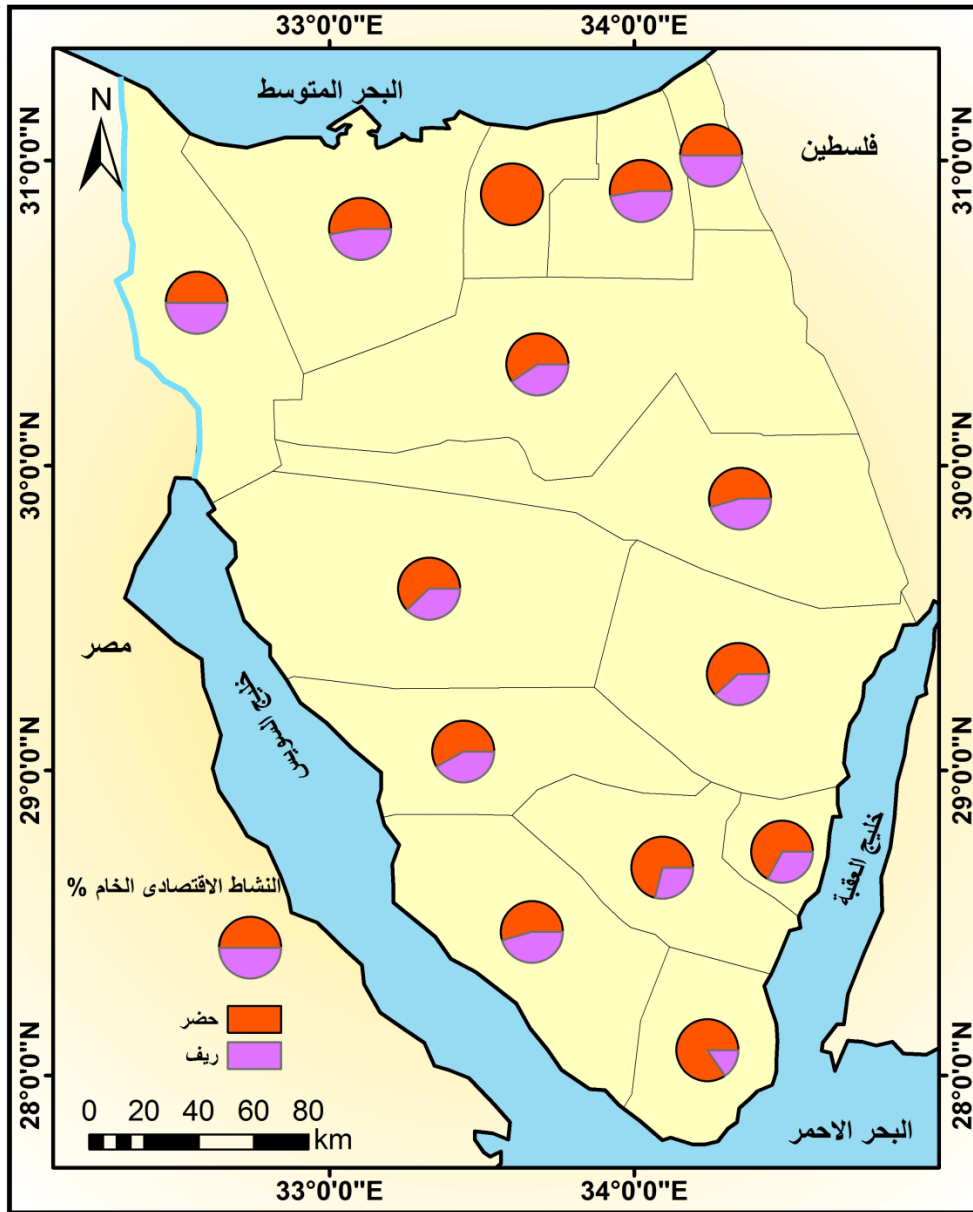 33°0'0"E
34°0'0"E
البحر المتوسط
N
فلسطين
31°0'0"N
31°0'0"N
30°0'0"N
30°0'0"N
مصر
خليج السويس
29°0'0"N
29°0'0"N
خليج العقبة
النشاط الاقتصادى الخام %
حضر
ريف
28°0'0"N
28°0'0"N
0 20 40 60 80
km
البحر الاحمر
33°0'0"E
34°0'0"E